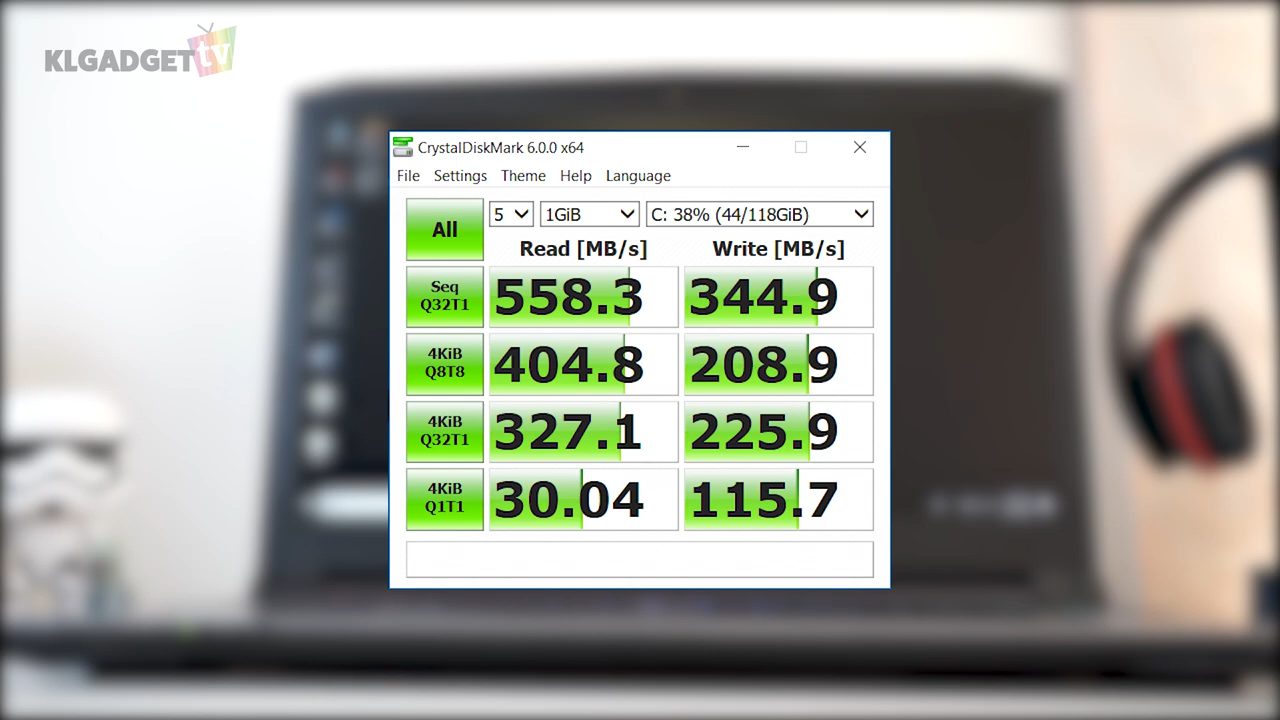 KLGADGET tv
CrystalDiskMark 6.0.0 x64
File Settings Theme Help Language
All 5 1GiB C: 38% (44/118GiB)
Read [MB/s] Write [MB/s]
Seq
Q32T1 558.3 344.9
4KiB
Q8T8 404.8 208.9
4KiB
Q32T1 327.1 225.9
4KiB
Q1T1 30.04 115.7